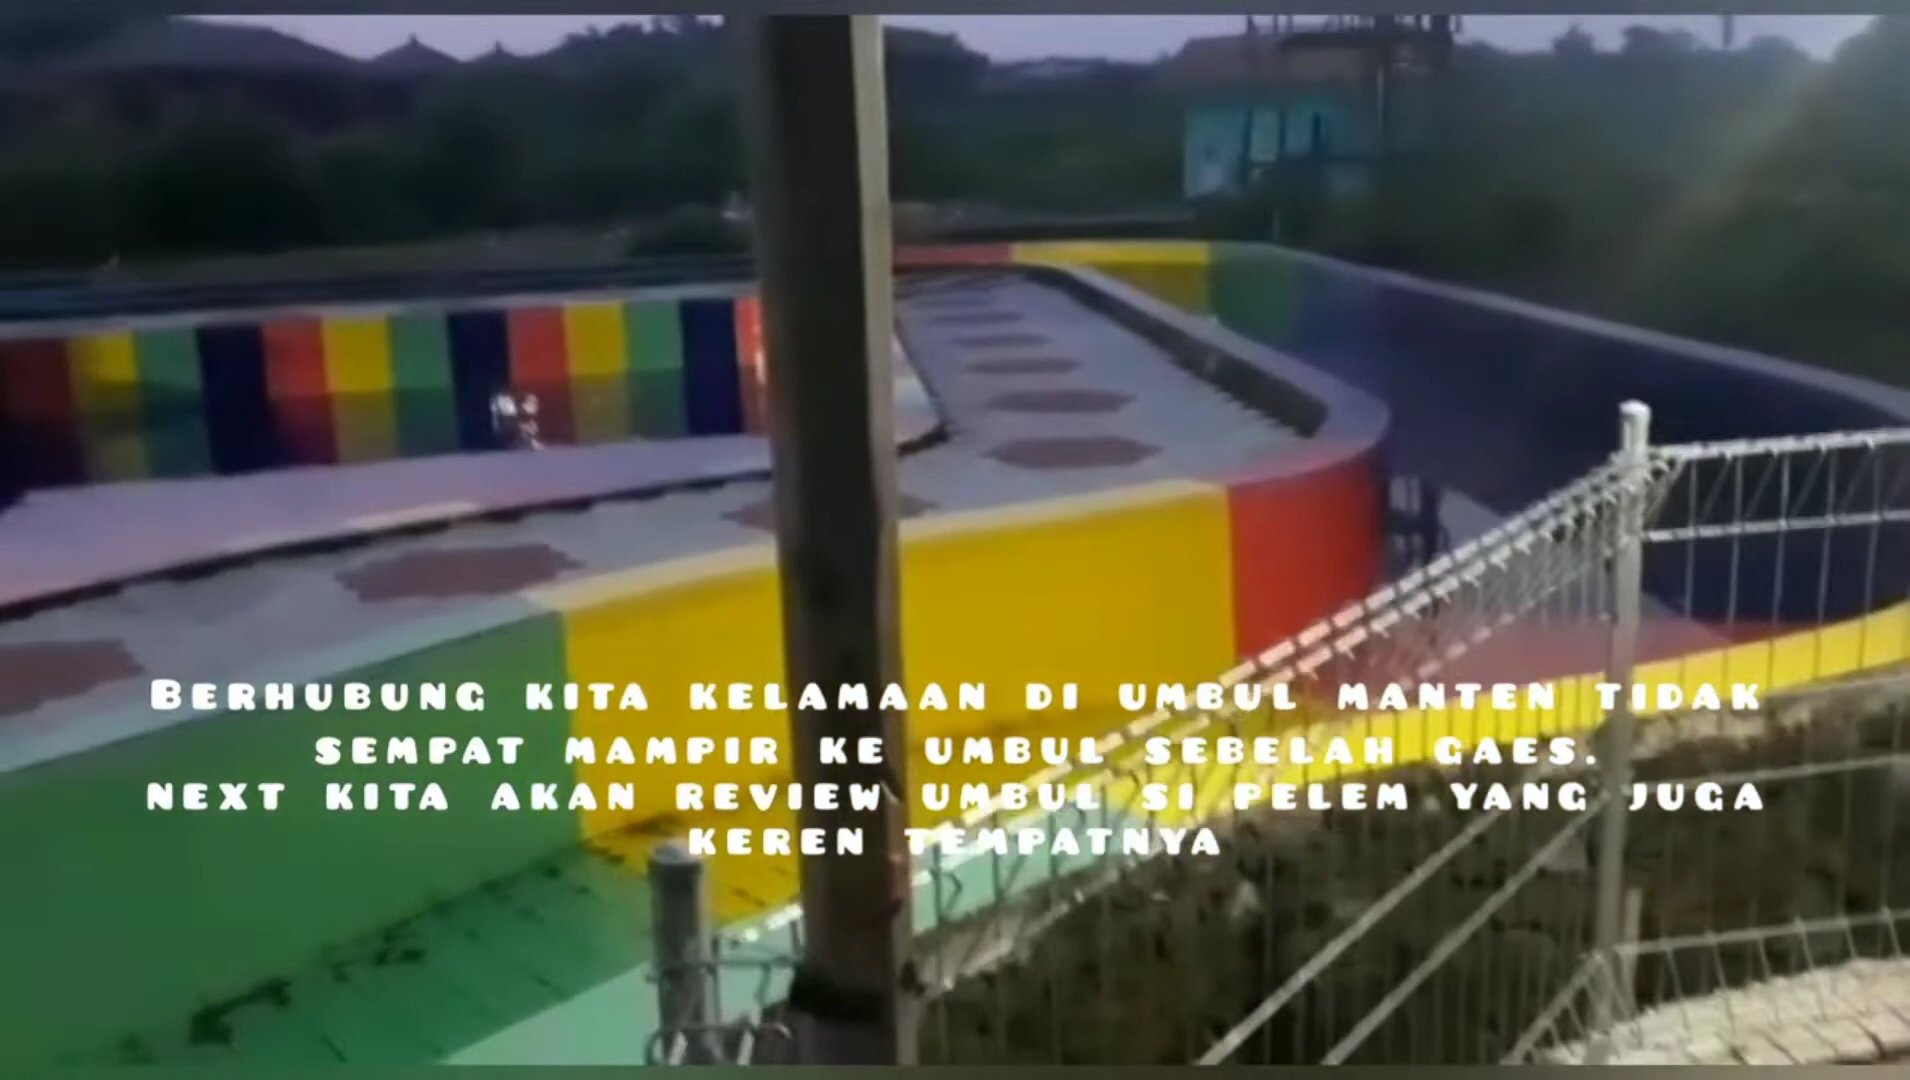 Berhubung kita kelamaan di umbul manten tidak
sempat mampir ke umbul sebelah gaes.
next kita akan review umbul si pelem yang juga
keren tempatnya